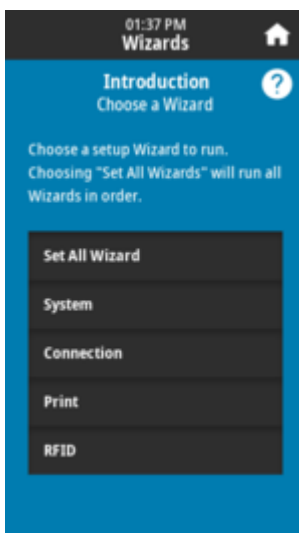 01:37 PM
Wizards
Introduction
?
Choose a Wizard
Choose a setup Wizard to run.
Choosing "Set All Wizards" will run all
Wizards in order.
Set All Wizard
System
Connection
Print
RFID